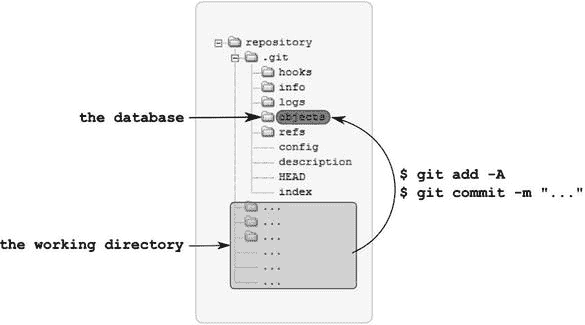 repository
.git
hooks
info
logs
the database
objects
refs
config
description
HEAD
index
$ git add -A
$ git commit -m "..."
...
...
...
the working directory
...
...
...